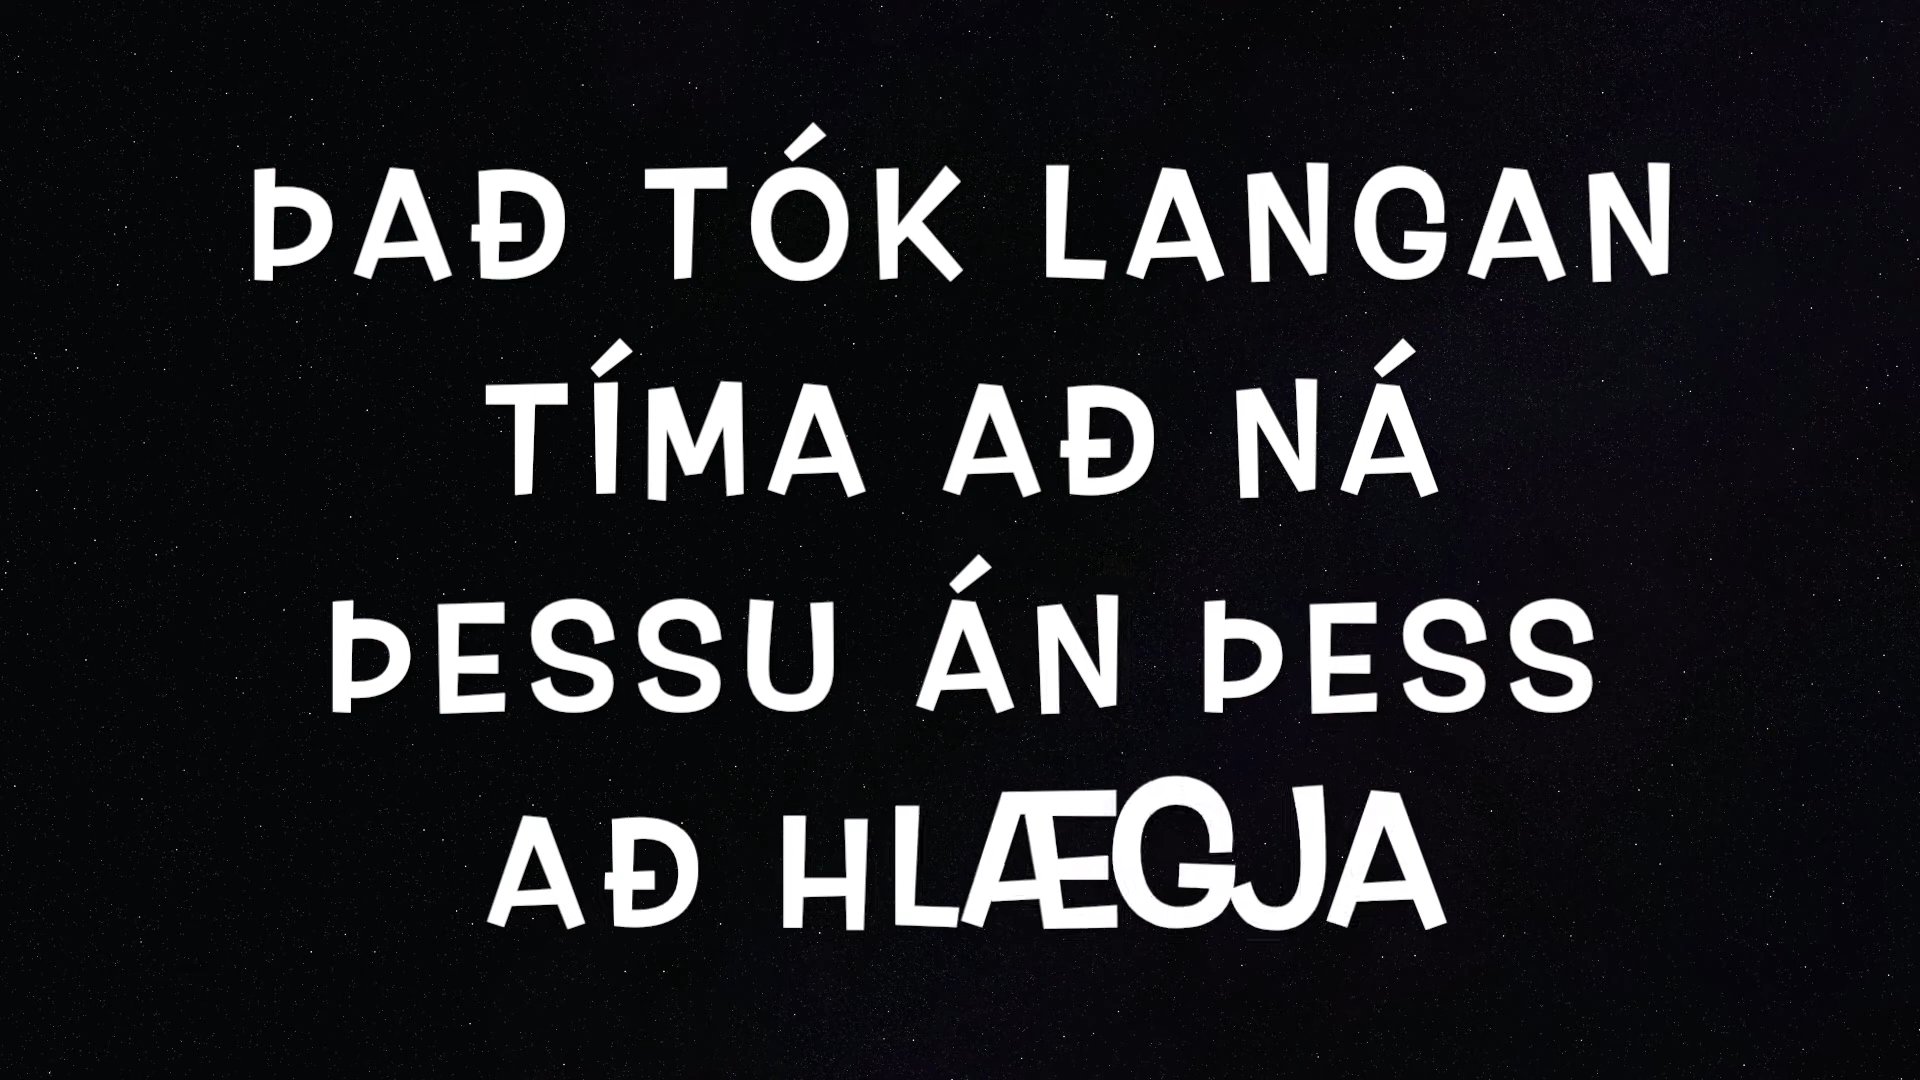 ÞAÐ TÓK LANGAN
TÍMA AÐ NÁ
ÞESSU ÁN ÞESS
AÐ HLÆGJA